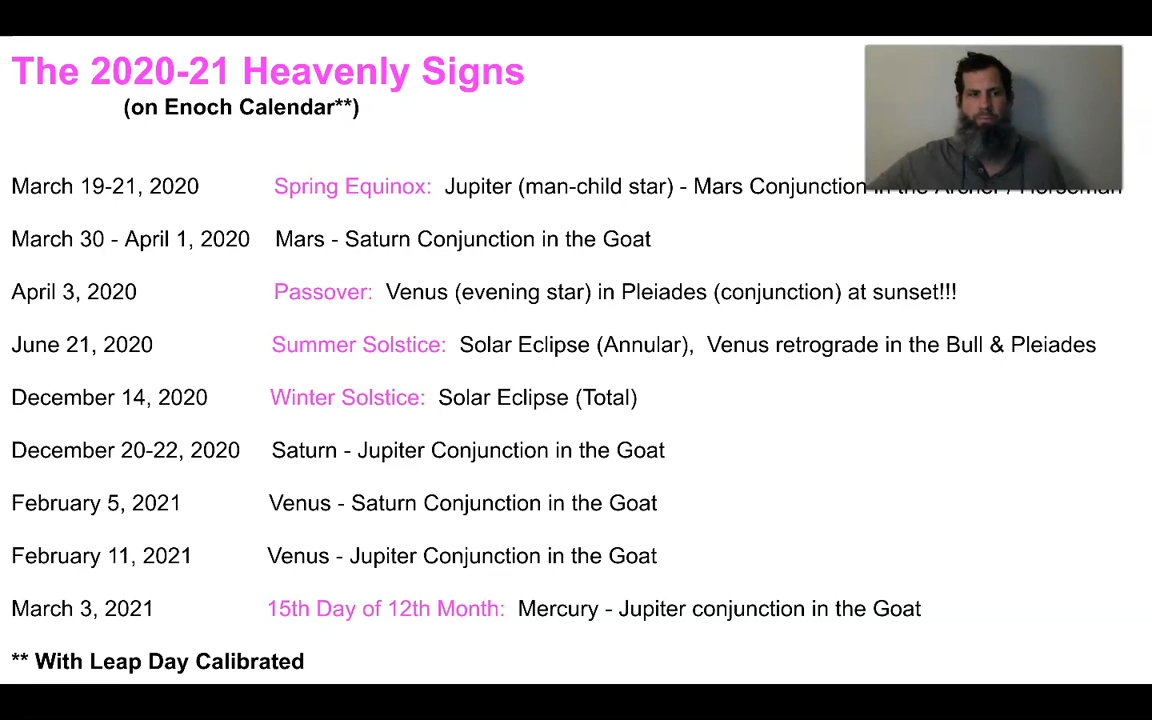 The 2020-21 Heavenly Signs
(on Enoch Calendar**)
March 19-21, 2020 Spring Equinox: Jupiter (man-child star) - Mars Conjunction in the Archer / Horseman
March 30 - April 1, 2020 Mars - Saturn Conjunction in the Goat
April 3, 2020 Passover: Venus (evening star) in Pleiades (conjunction) at sunset!!!
June 21, 2020 Summer Solstice: Solar Eclipse (Annular), Venus retrograde in the Bull & Pleiades
December 14, 2020 Winter Solstice: Solar Eclipse (Total)
December 20-22, 2020 Saturn - Jupiter Conjunction in the Goat
February 5, 2021 Venus - Saturn Conjunction in the Goat
February 11, 2021 Venus - Jupiter Conjunction in the Goat
March 3, 2021 15th Day of 12th Month: Mercury - Jupiter conjunction in the Goat
** With Leap Day Calibrated